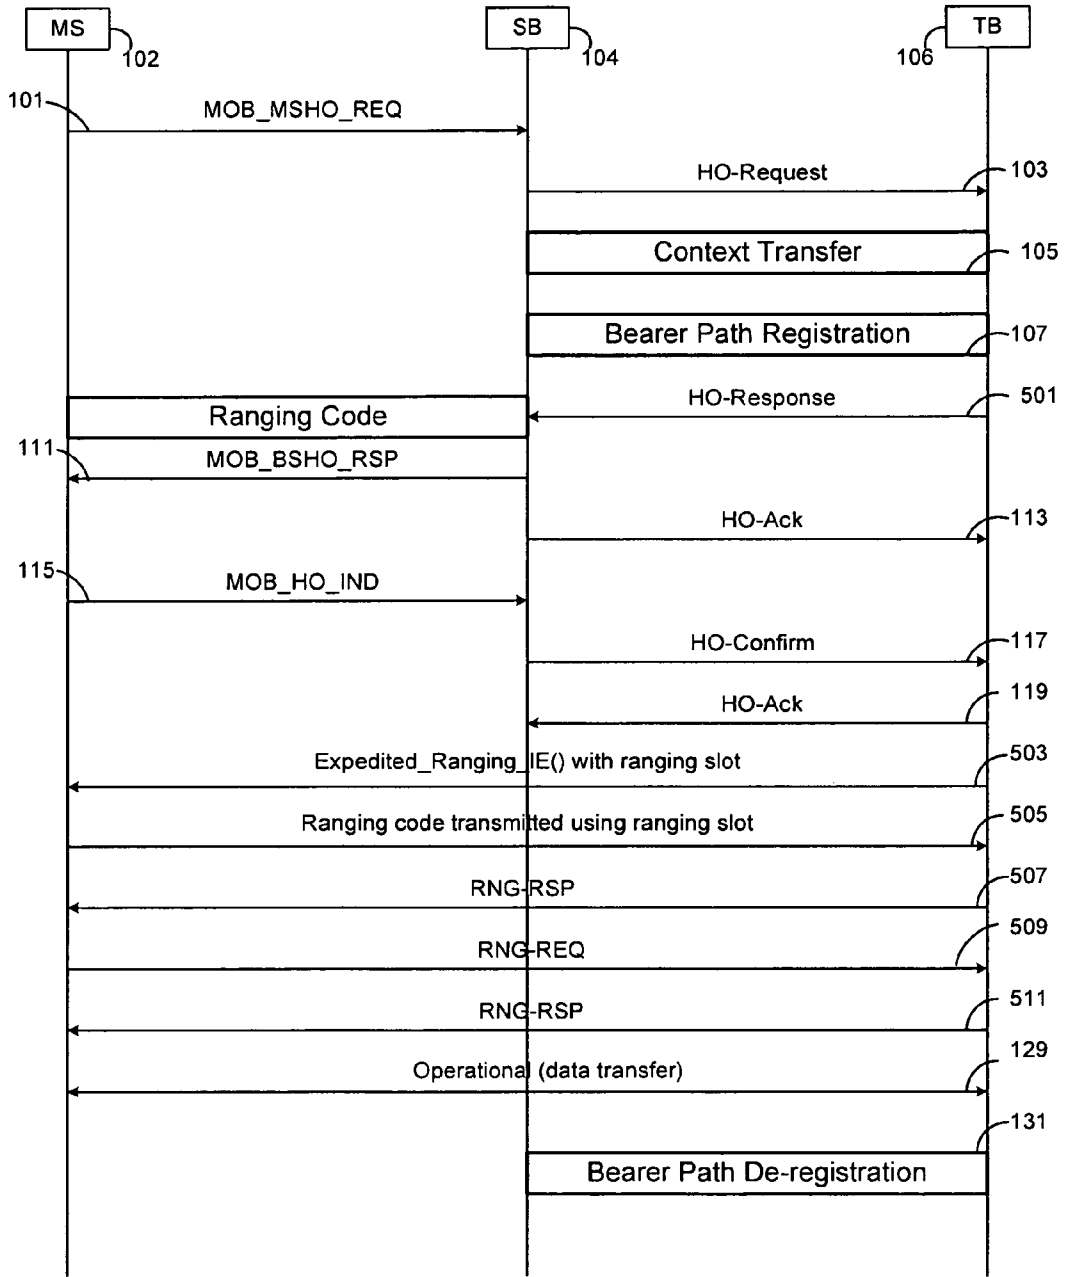 MS
SB
TB
102
104
106
101
MOB_MSHO_REQ
HO-Request
103
Context Transfer
105
Bearer Path Registration
107
HO-Response
501
Ranging Code
111
MOB_BSHO_RSP
HO-Ack
113
115
MOB_HO_IND
HO-Confirm
117
HO-Ack
119
Expedited_Ranging_IE() with ranging slot
503
Ranging code transmitted using ranging slot
505
RNG-RSP
507
RNG-REQ
509
RNG-RSP
511
Operational (data transfer)
129
131
Bearer Path De-registration